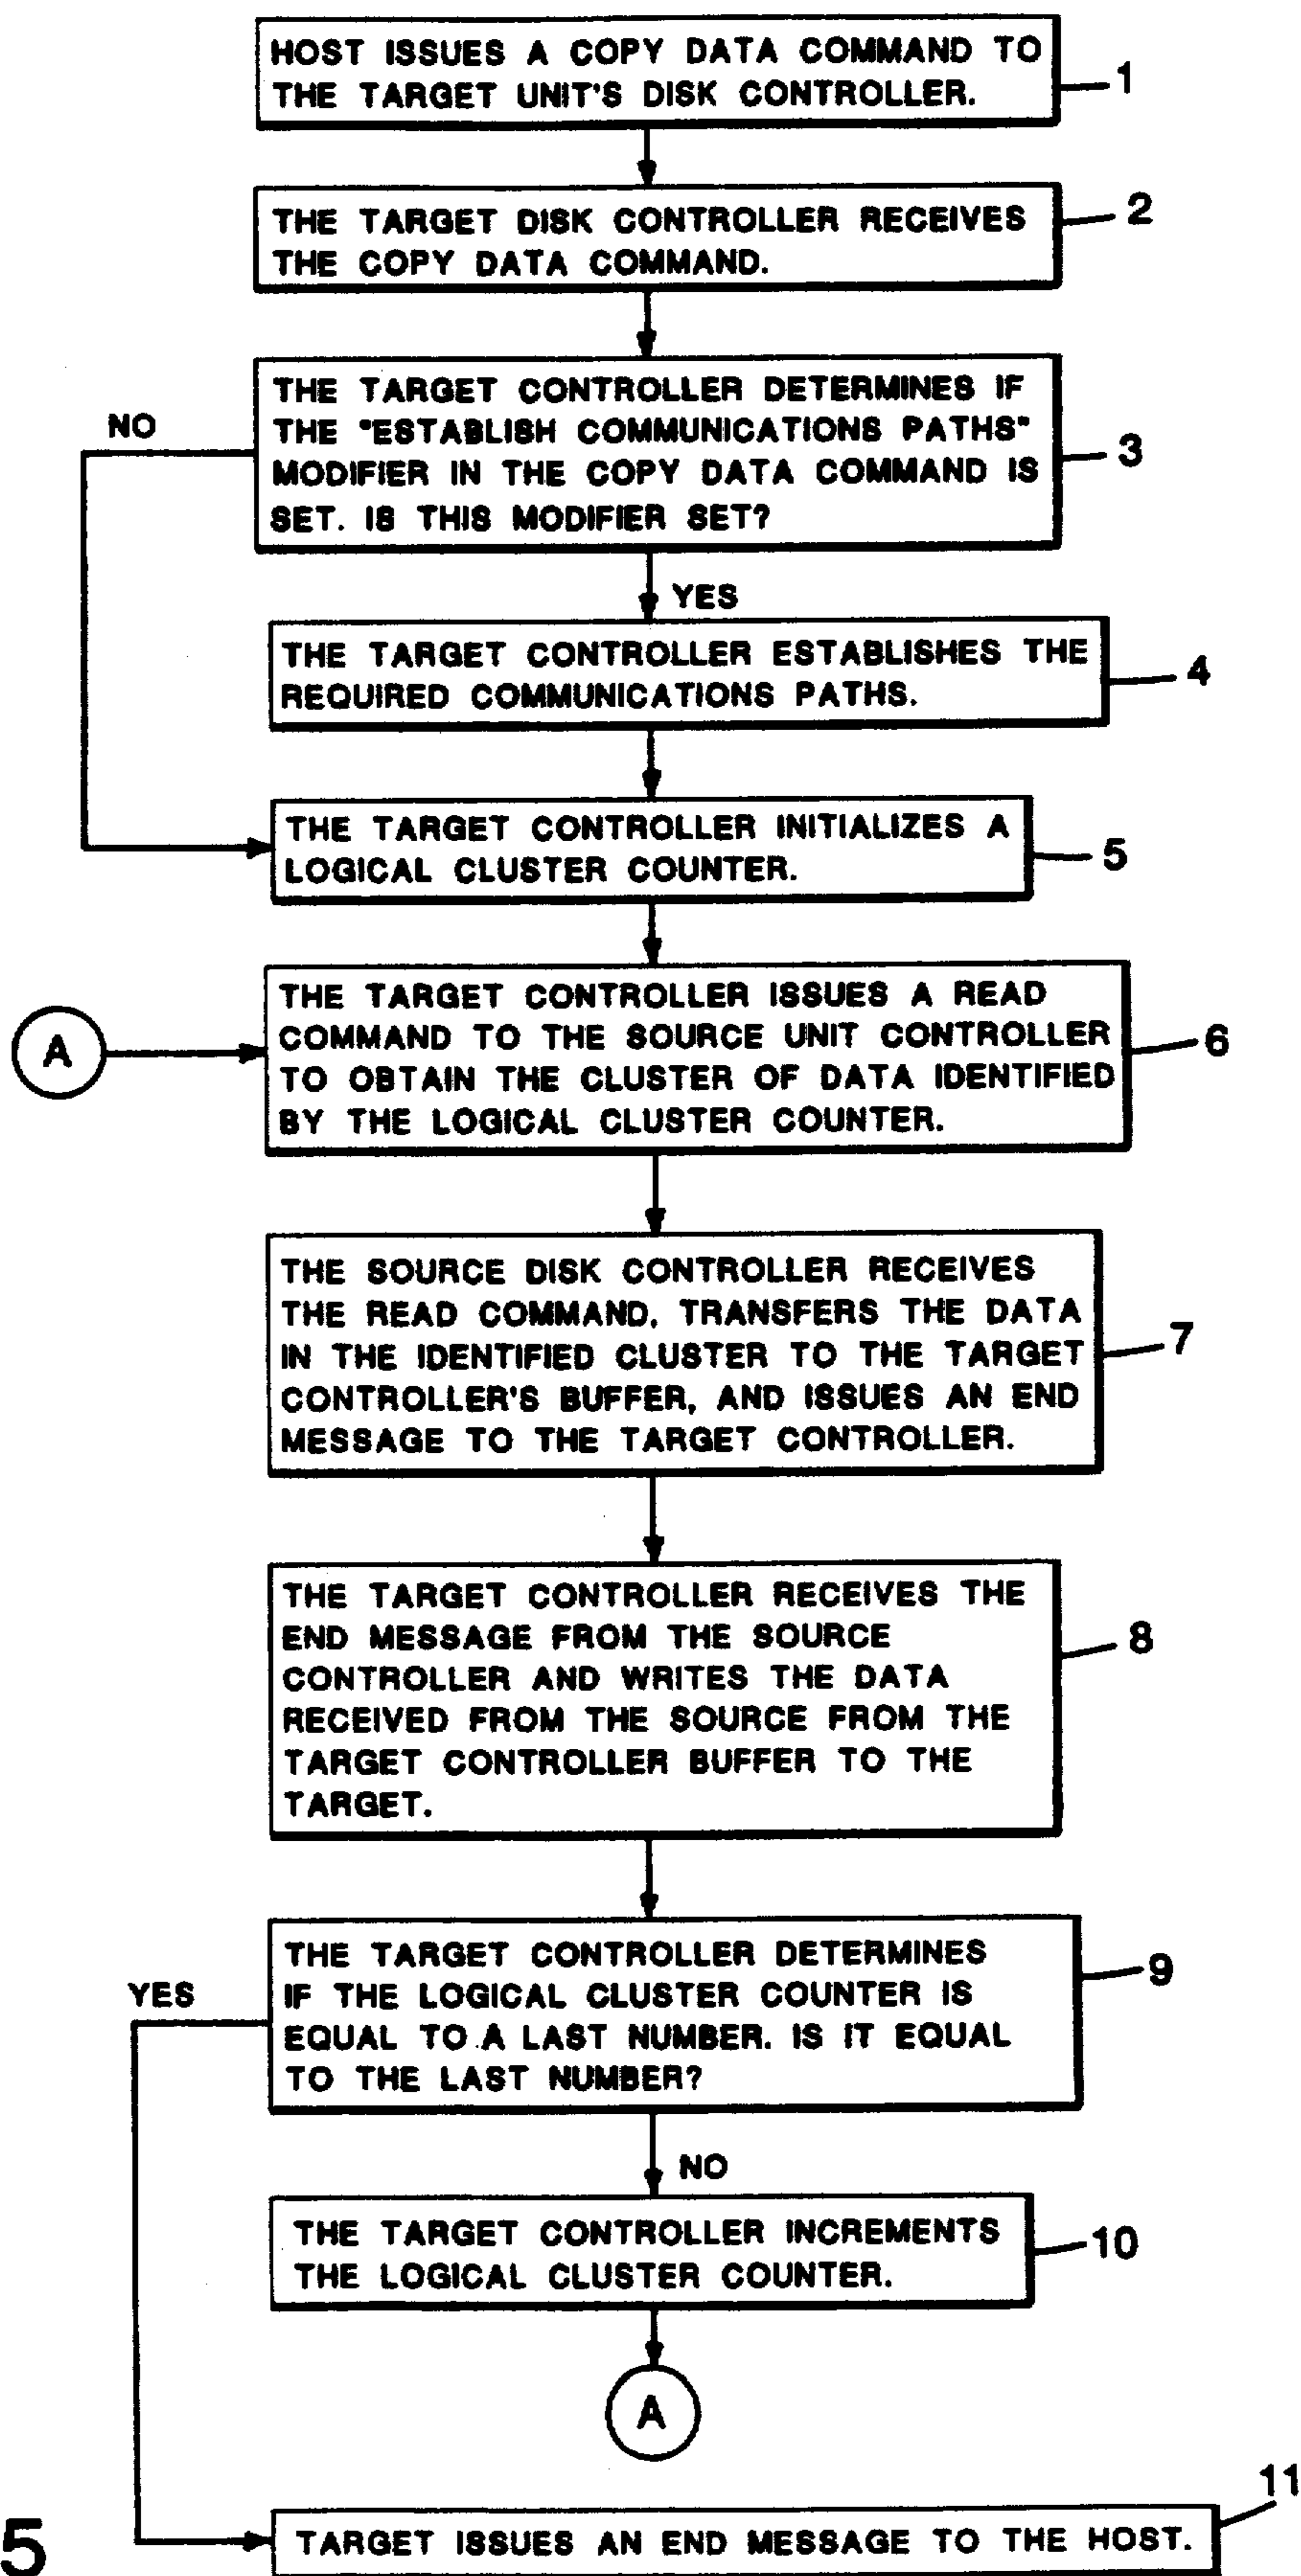 HOST ISSUES A COPY DATA COMMAND TO
THE TARGET UNIT'S DISK CONTROLLER.
1
THE TARGET DISK CONTROLLER RECEIVES
THE COPY DATA COMMAND.
2
THE TARGET CONTROLLER DETERMINES IF
THE "ESTABLISH COMMUNICATIONS PATHS"
MODIFIER IN THE COPY DATA COMMAND IS
SET. IS THIS MODIFIER SET?
3
NO
YES
THE TARGET CONTROLLER ESTABLISHES THE
REQUIRED COMMUNICATIONS PATHS.
4
THE TARGET CONTROLLER INITIALIZES A
LOGICAL CLUSTER COUNTER.
5
A
THE TARGET CONTROLLER ISSUES A READ
COMMAND TO THE SOURCE UNIT CONTROLLER
TO OBTAIN THE CLUSTER OF DATA IDENTIFIED
BY THE LOGICAL CLUSTER COUNTER.
6
THE SOURCE DISK CONTROLLER RECEIVES
THE READ COMMAND, TRANSFERS THE DATA
IN THE IDENTIFIED CLUSTER TO THE TARGET
CONTROLLER'S BUFFER, AND ISSUES AN END
MESSAGE TO THE TARGET CONTROLLER.
7
THE TARGET CONTROLLER RECEIVES THE
END MESSAGE FROM THE SOURCE
CONTROLLER AND WRITES THE DATA
RECEIVED FROM THE SOURCE FROM THE
TARGET CONTROLLER BUFFER TO THE
TARGET.
8
THE TARGET CONTROLLER DETERMINES
IF THE LOGICAL CLUSTER COUNTER IS
EQUAL TO A LAST NUMBER. IS IT EQUAL
TO THE LAST NUMBER?
9
YES
NO
THE TARGET CONTROLLER INCREMENTS
THE LOGICAL CLUSTER COUNTER.
10
A
11
TARGET ISSUES AN END MESSAGE TO THE HOST.
5